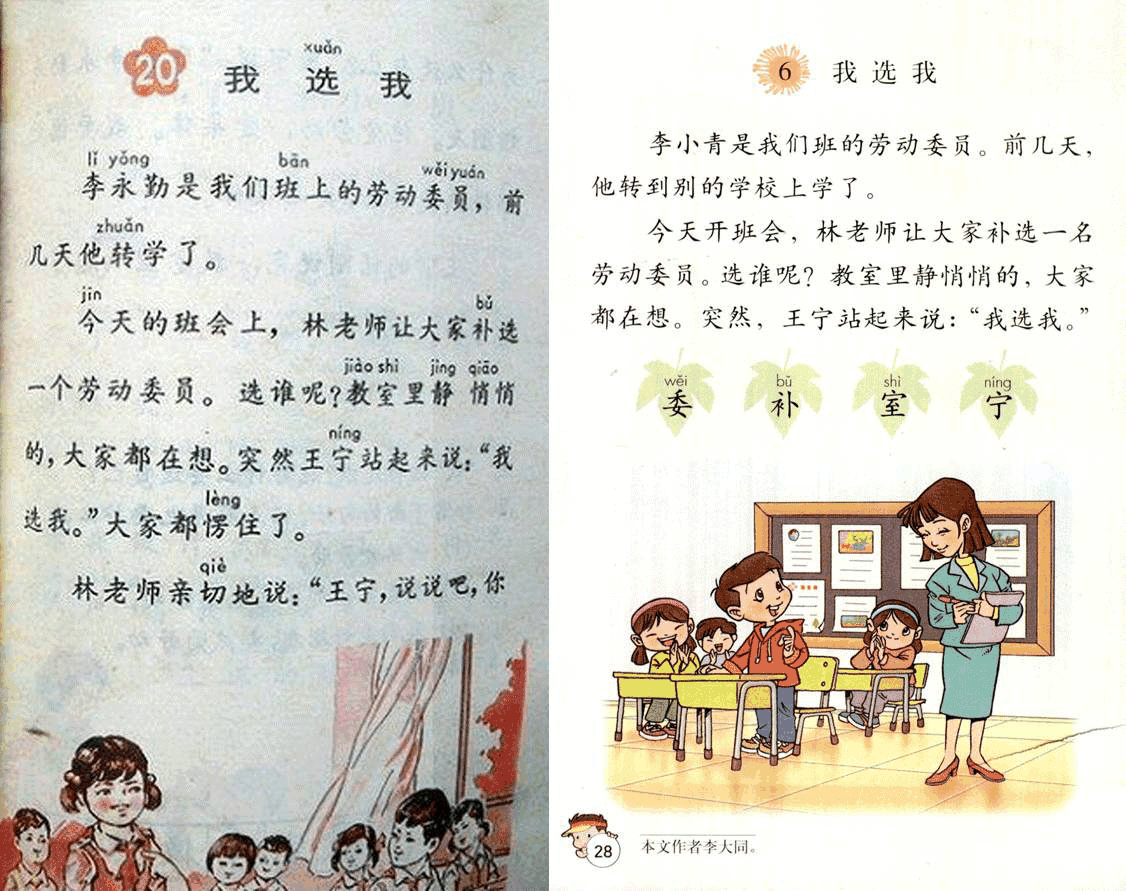 20
xuǎn
我 选 我
lǐ yǒng bān wěi yuán
李永勤是我们班上的劳动委员，前
zhuǎn
几天他转学了。
jīn bǔ
今天的班会上，林老师让大家补选
jiào shì jìng qiāo
一个劳动委员。选谁呢？教室里静悄悄
níng
的，大家都在想。突然王宁站起来说：“我
lèng
选我。”大家都愣住了。
qiè
林老师亲切地说：“王宁，说说吧，你
6 我 选 我
李小青是我们班的劳动委员。前几天，
他转到别的学校上学了。
今天开班会，林老师让大家补选一名
劳动委员。选谁呢？教室里静悄悄的，大家
都在想。突然，王宁站起来说：“我选我。”
wěi bǔ shì níng
委 补 室 宁
28
本文作者李大同。